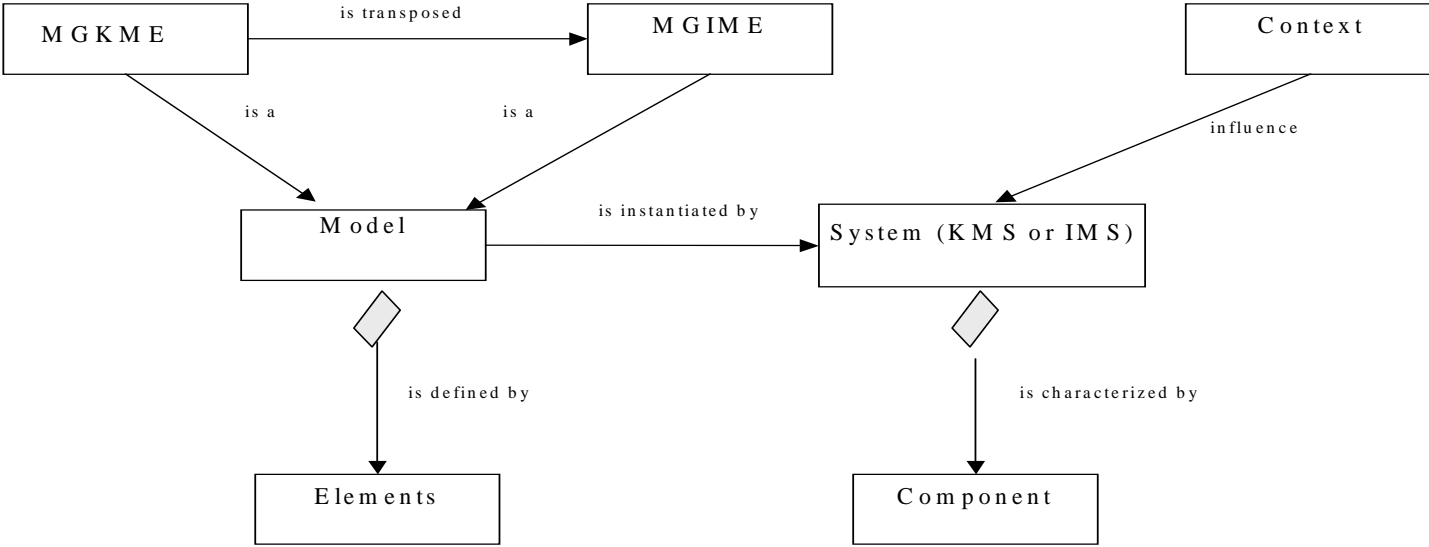 is transposed
MGKME
MGIME
Context
is a
is a
influence
Model
is instantiated by
System (KMS or IMS)
is defined by
is characterized by
Elements
Component